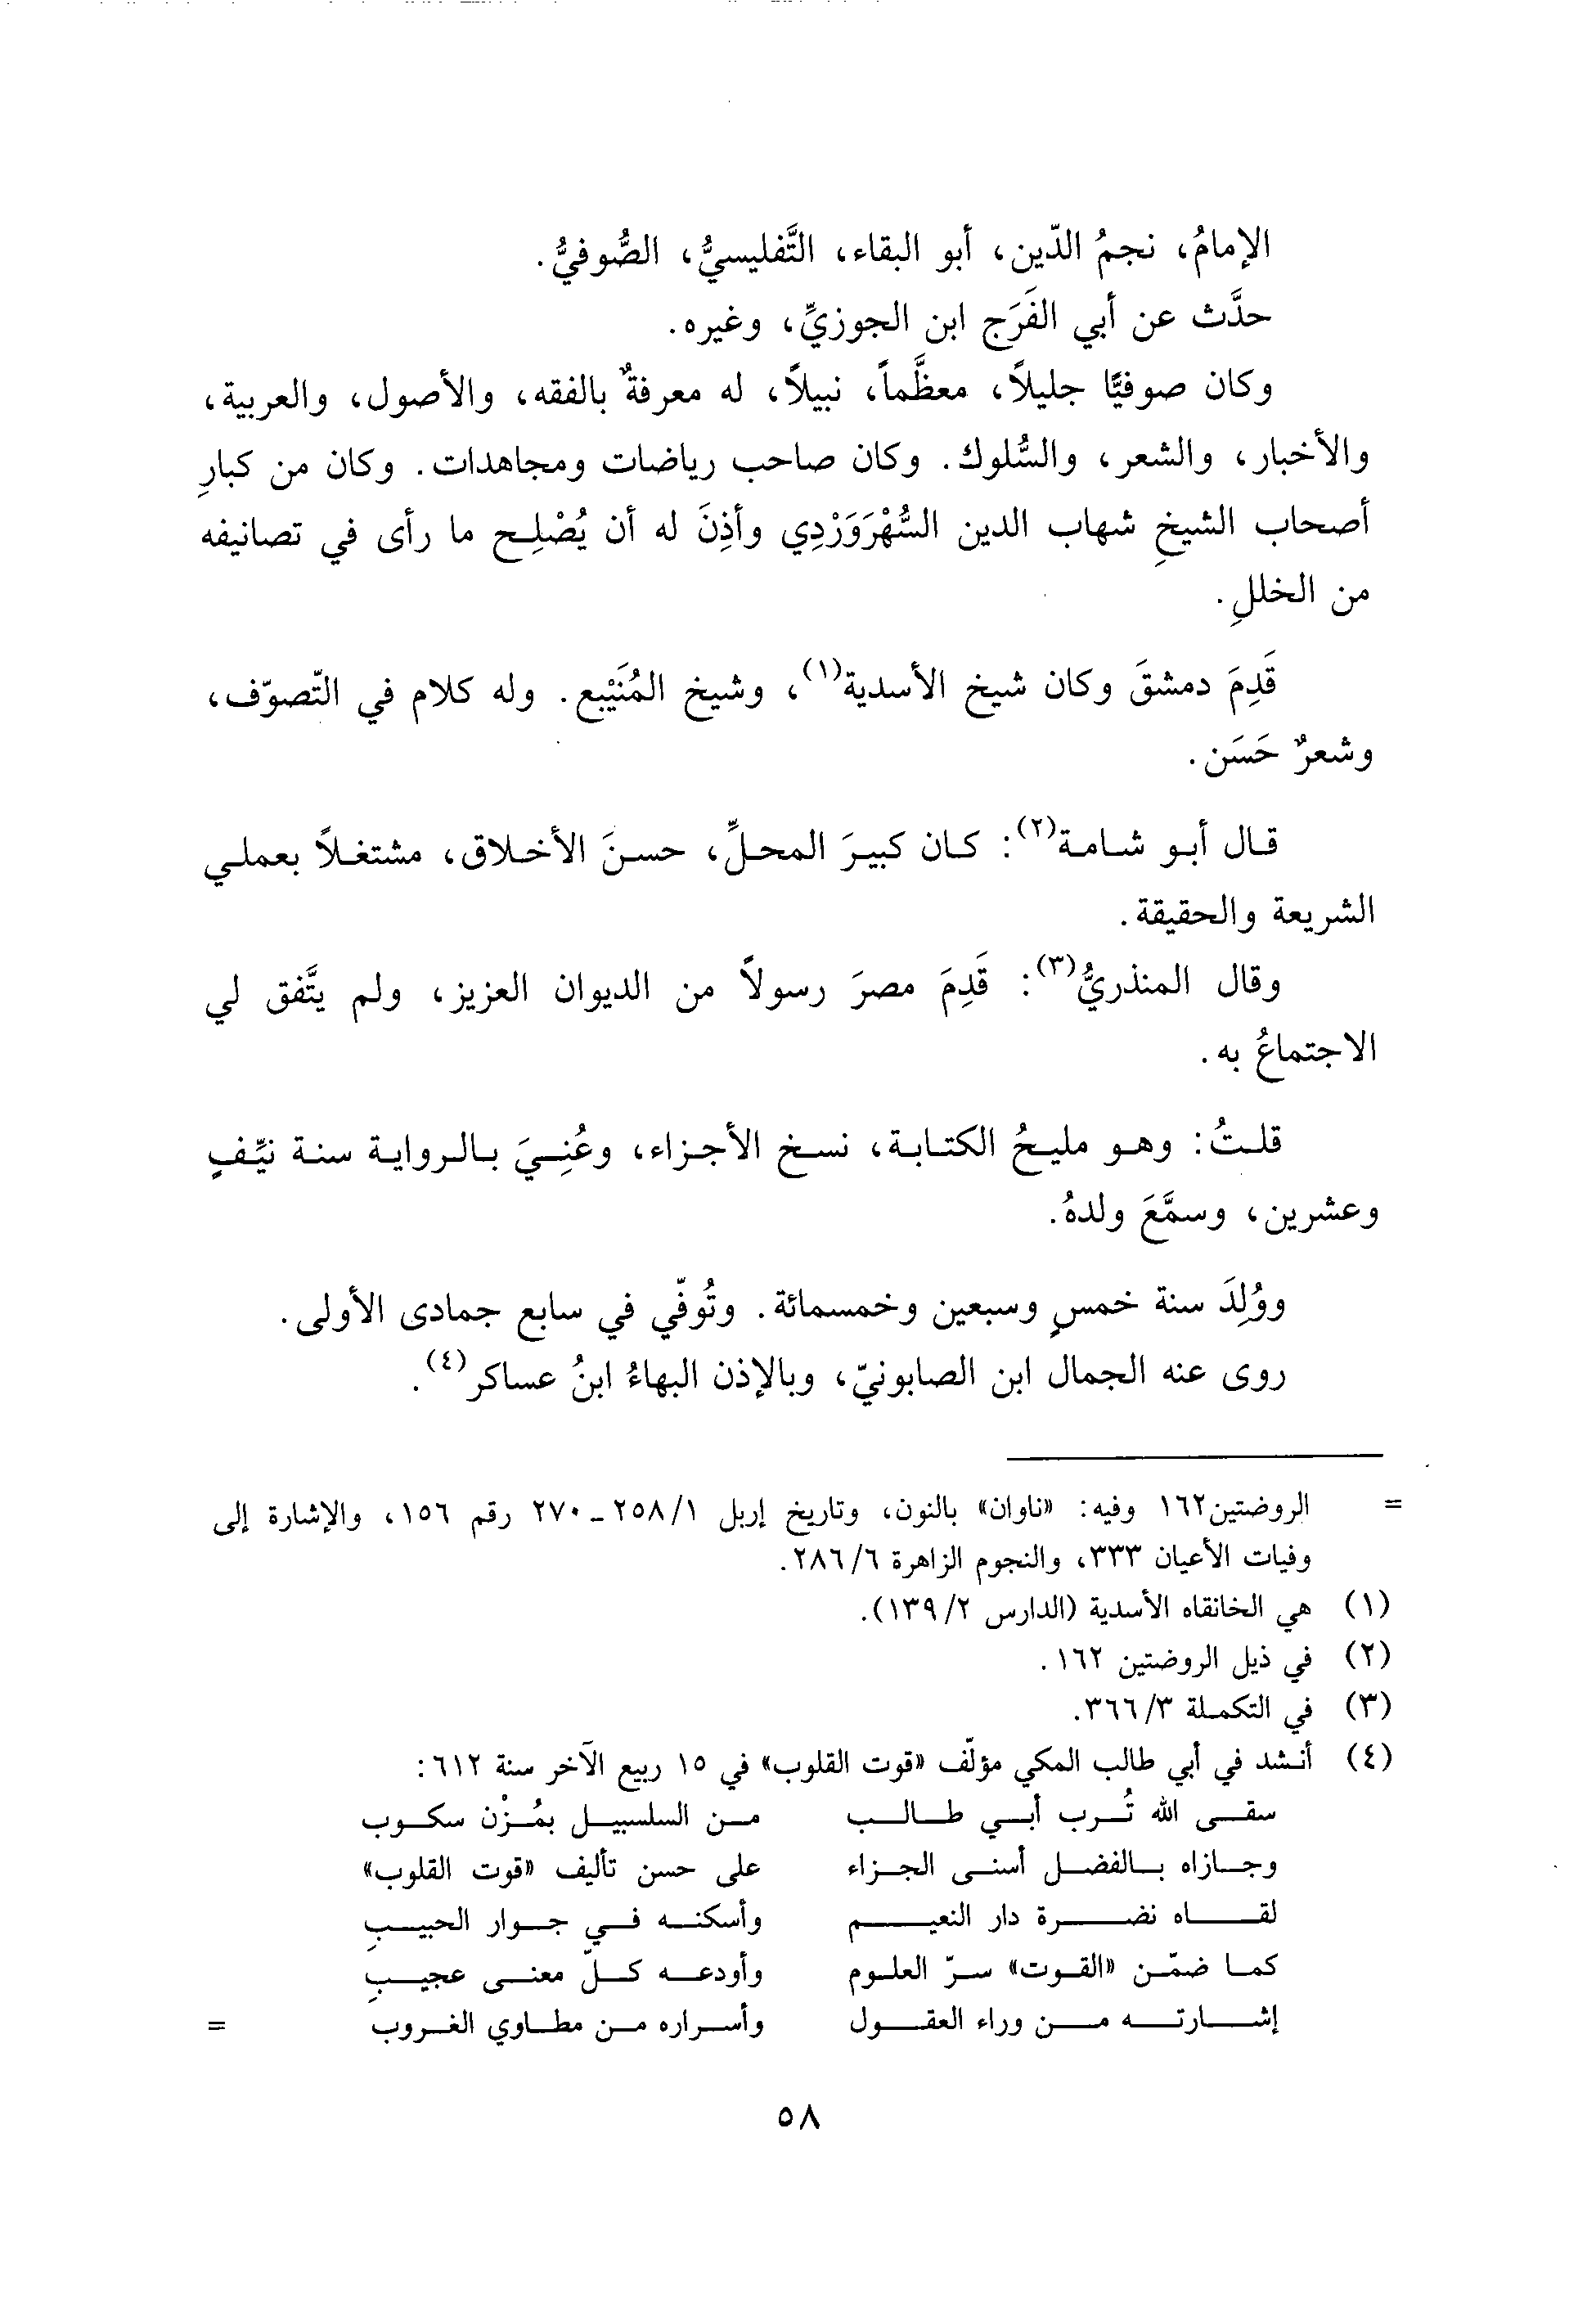 الإمامُ، نجمُ الدّين، أبو البقاء، التَّفليسيُّ، الصُّوفيُّ.
حدَّث عن أبي الفَرَج ابن الجوزيِّ، وغيره.
وكان صوفيًّا جليلاً، معظَّماً، نبيلاً، له معرفةٌ بالفقه، والأصول، والعربية،
والأخبار، والشعر، والسُّلوك. وكان صاحب رياضات ومجاهدات. وكان من كبارِ
أصحاب الشيخِ شهاب الدين السُّهْرَوَرْدِي وأذِنَ له أن يُصْلِح ما رأى في تصانيفه
من الخللِ.
قَدِمَ دمشقَ وكان شيخ الأسدية(١)، وشيخ المُنَيْبع. وله كلام في التّصوّف،
وشعرٌ حَسَن.
قال أبو شامة(٢): كان كبيرَ المحلِّ، حسنَ الأخلاق، مشتغلاً بعملي
الشريعة والحقيقة.
وقال المنذريُّ(٣): قَدِمَ مصرَ رسولاً من الديوان العزيز، ولم يتَّفق لي
الاجتماعُ به.
قلتُ: وهو مليحُ الكتابة، نسخ الأجزاء، وعُنِيَ بالرواية سنة نيِّفٍ
وعشرين، وسمَّعَ ولدهُ.
ووُلِدَ سنة خمسٍ وسبعين وخمسمائة. وتُوفّي في سابع جمادى الأولى.
روى عنه الجمال ابن الصابونيّ، وبالإذن البهاءُ ابنُ عساكر(٤).
= الروضتين١٦٢ وفيه: «ناوان» بالنون، وتاريخ إربل ٢٥٨/١ ـ ٢٧٠ رقم ١٥٦، والإشارة إلى
وفيات الأعيان ٣٣٣، والنجوم الزاهرة ٢٨٦/٦.
(١) هي الخانقاه الأسدية (الدارس ١٣٩/٢).
(٢) في ذيل الروضتين ١٦٢.
(٣) في التكملة ٣٦٦/٣.
(٤) أنشد في أبي طالب المكي مؤلّف «قوت القلوب» في ١٥ ربيع الآخر سنة ٦١٢:
سقى الله تُرب أبي طالب من السلسبيل بمُزْن سكوب
وجازاه بالفضل أسنى الجزاء على حسن تأليف «قوت القلوب»
لقاه نضرة دار النعيم وأسكنه في جوار الحبيبِ
كما ضمّن «القوت» سرّ العلوم وأودعه كلّ معنى عجيبِ
إشارته من وراء العقول وأسراره من مطاوي الغروب =
٥٨